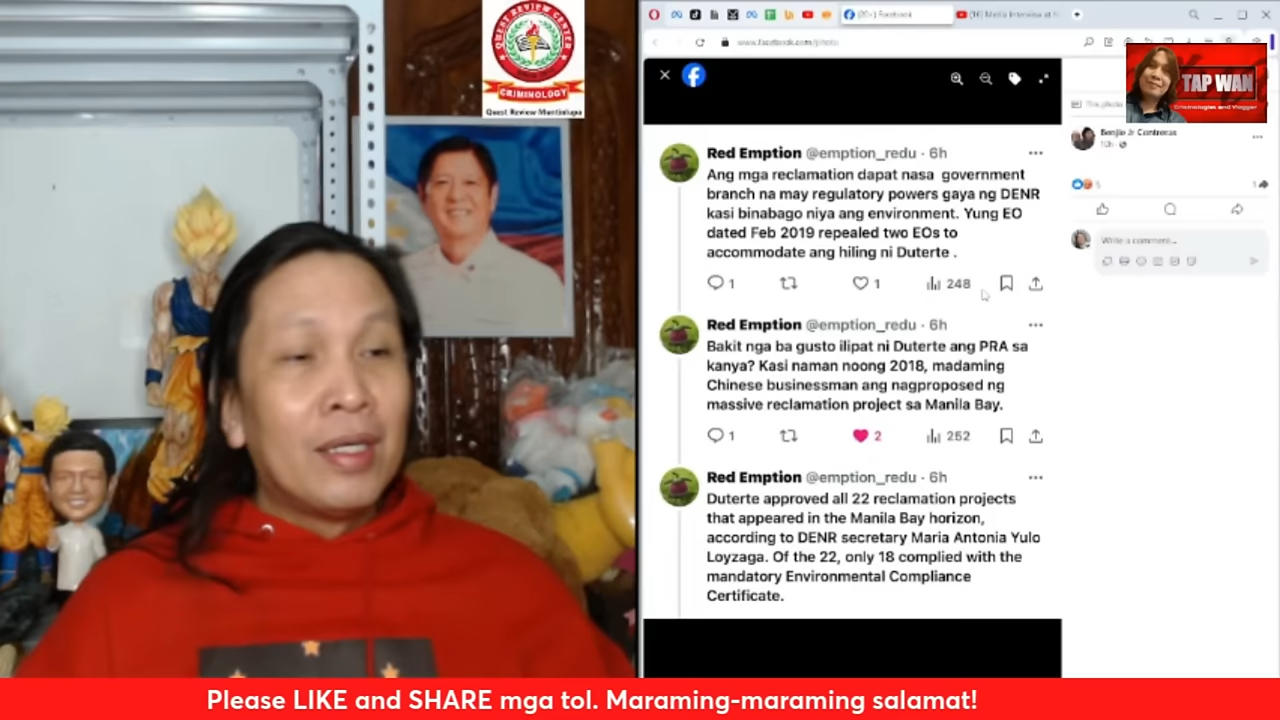 QUEST REVIEW CENTER
CRIMINOLOGY
Quest Review Muntinlupa
Facebook
www.facebook.com/photo
TAP WAN
Criminologist and Vlogger
Benjie Jr Contreras
10h
5
1
Write a comment...
Red Emption @emption_redu · 6h
Ang mga reclamation dapat nasa government
branch na may regulatory powers gaya ng DENR
kasi binabago niya ang environment. Yung EO
dated Feb 2019 repealed two EOs to
accommodate ang hiling ni Duterte .
1 1 248
Red Emption @emption_redu · 6h
Bakit nga ba gusto ilipat ni Duterte ang PRA sa
kanya? Kasi naman noong 2018, madaming
Chinese businessman ang nagproposed ng
massive reclamation project sa Manila Bay.
1 2 252
Red Emption @emption_redu · 6h
Duterte approved all 22 reclamation projects
that appeared in the Manila Bay horizon,
according to DENR secretary Maria Antonia Yulo
Loyzaga. Of the 22, only 18 complied with the
mandatory Environmental Compliance
Certificate.
Please LIKE and SHARE mga tol. Maraming-maraming salamat!